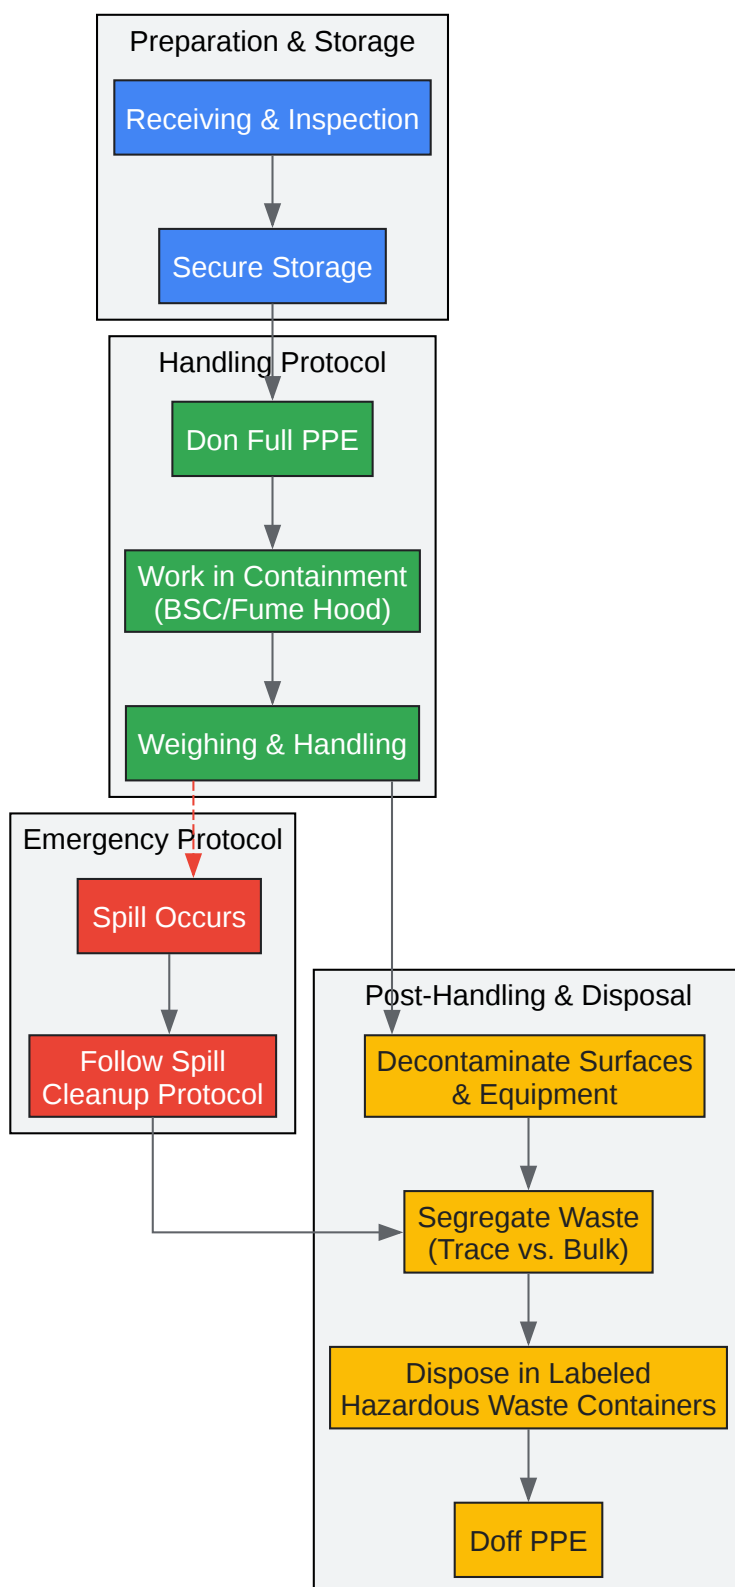 Preparation & Storage
Receiving & Inspection
Secure Storage
Handling Protocol
Don Full PPE
Work in Containment
(BSC/Fume Hood)
Weighing & Handling
Emergency Protocol
Spill Occurs
Follow Spill
Cleanup Protocol
Post-Handling & Disposal
Decontaminate Surfaces
& Equipment
Segregate Waste
(Trace vs. Bulk)
Dispose in Labeled
Hazardous Waste Containers
Doff PPE